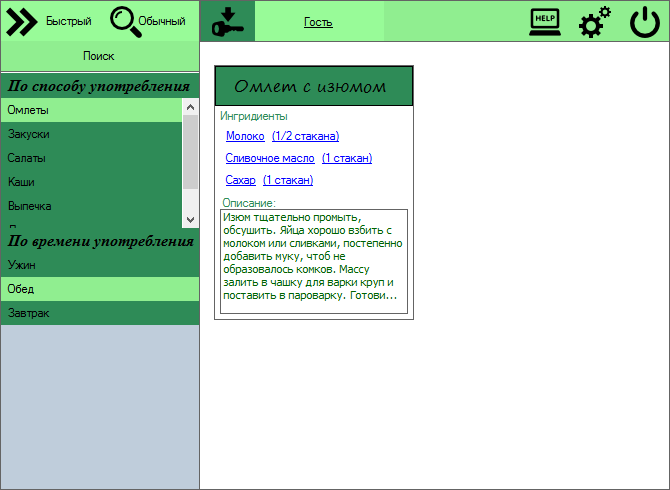 Быстрый
Обычный
Гость
HELP
Поиск
По способу употребления
Омлеты
Закуски
Салаты
Каши
Выпечка
По времени употребления
Ужин
Обед
Завтрак
Омлет с изюмом
Ингридиенты
Молоко (1/2 стакана)
Сливочное масло (1 стакан)
Сахар (1 стакан)
Описание:
Изюм тщательно промыть,
обсушить. Яйца хорошо взбить с
молоком или сливками, постепенно
добавить муку, чтоб не
образовалось комков. Массу
залить в чашку для варки круп и
поставить в пароварку. Готови...